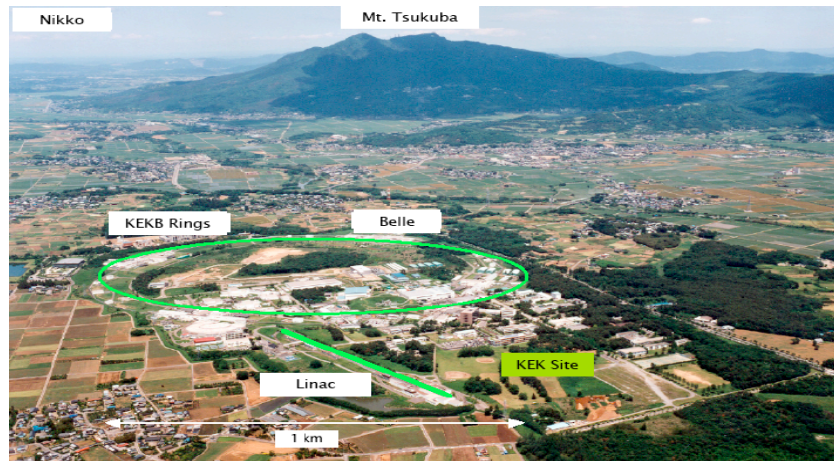 Nikko
Mt. Tsukuba
KEKB Rings
Belle
KEK Site
Linac
1 km